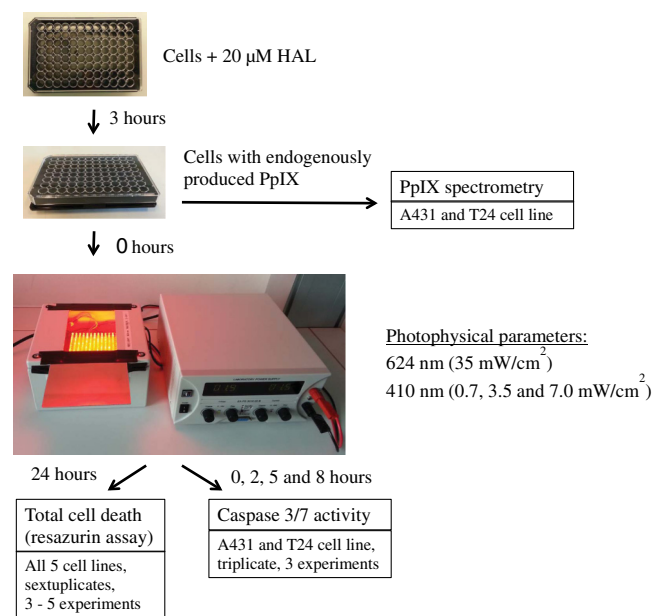 Cells + 20 µM HAL
3 hours
Cells with endogenously
produced PpIX
PpIX spectrometry
A431 and T24 cell line
0 hours
Photophysical parameters:
624 nm (35 mW/cm²)
410 nm (0.7, 3.5 and 7.0 mW/cm²)
24 hours
0, 2, 5 and 8 hours
Total cell death
(resazurin assay)
All 5 cell lines,
sextuplicates,
3 - 5 experiments
Caspase 3/7 activity
A431 and T24 cell line,
triplicate, 3 experiments